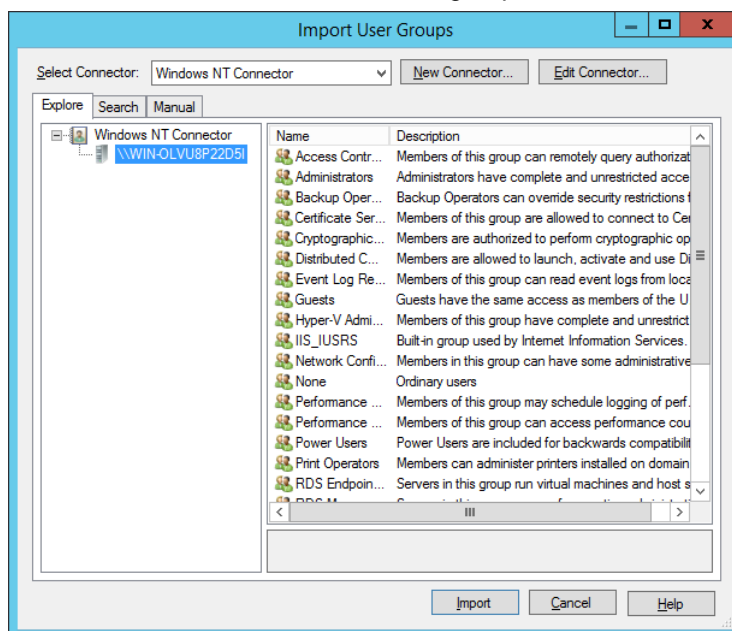 Import User Groups
Select Connector: Windows NT Connector New Connector... Edit Connector...
Explore Search Manual
Windows NT Connector
\\WIN-OLVU8P22D5I
Name Description
Access Contr... Members of this group can remotely query authorizat
Administrators Administrators have complete and unrestricted acce
Backup Oper... Backup Operators can override security restrictions f
Certificate Ser... Members of this group are allowed to connect to Cer
Cryptographic... Members are authorized to perform cryptographic op
Distributed C... Members are allowed to launch, activate and use Di
Event Log Re... Members of this group can read event logs from loca
Guests Guests have the same access as members of the U
Hyper-V Admi... Members of this group have complete and unrestrict
IIS_IUSRS Built-in group used by Internet Information Services.
Network Confi... Members in this group can have some administrative
None Ordinary users
Performance ... Members of this group may schedule logging of perf.
Performance ... Members of this group can access performance cou
Power Users Power Users are included for backwards compatibilit
Print Operators Members can administer printers installed on domain
RDS Endpoin... Servers in this group run virtual machines and host s
Import Cancel Help